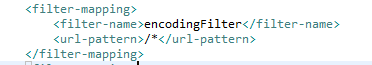 <filter-mapping>
<filter-name>encodingFilter</filter-name>
<url-pattern>/*</url-pattern>
</filter-mapping>